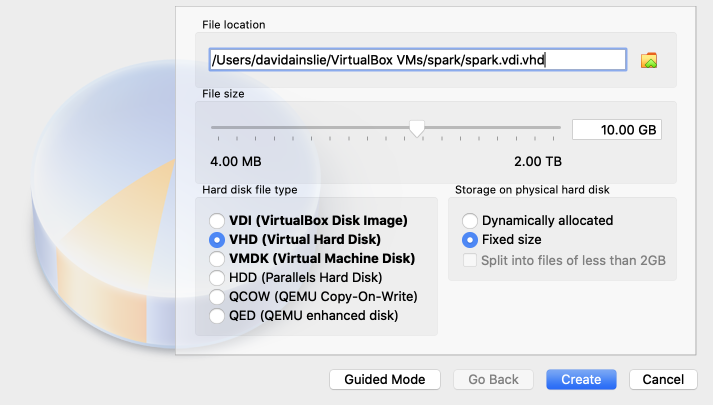 File location
/Users/davidainslie/VirtualBox VMs/spark/spark.vdi.vhd
File size
10.00 GB
4.00 MB 2.00 TB
Hard disk file type
VDI (VirtualBox Disk Image)
VHD (Virtual Hard Disk)
VMDK (Virtual Machine Disk)
HDD (Parallels Hard Disk)
QCOW (QEMU Copy-On-Write)
QED (QEMU enhanced disk)
Storage on physical hard disk
Dynamically allocated
Fixed size
Split into files of less than 2GB
Guided Mode Go Back Create Cancel